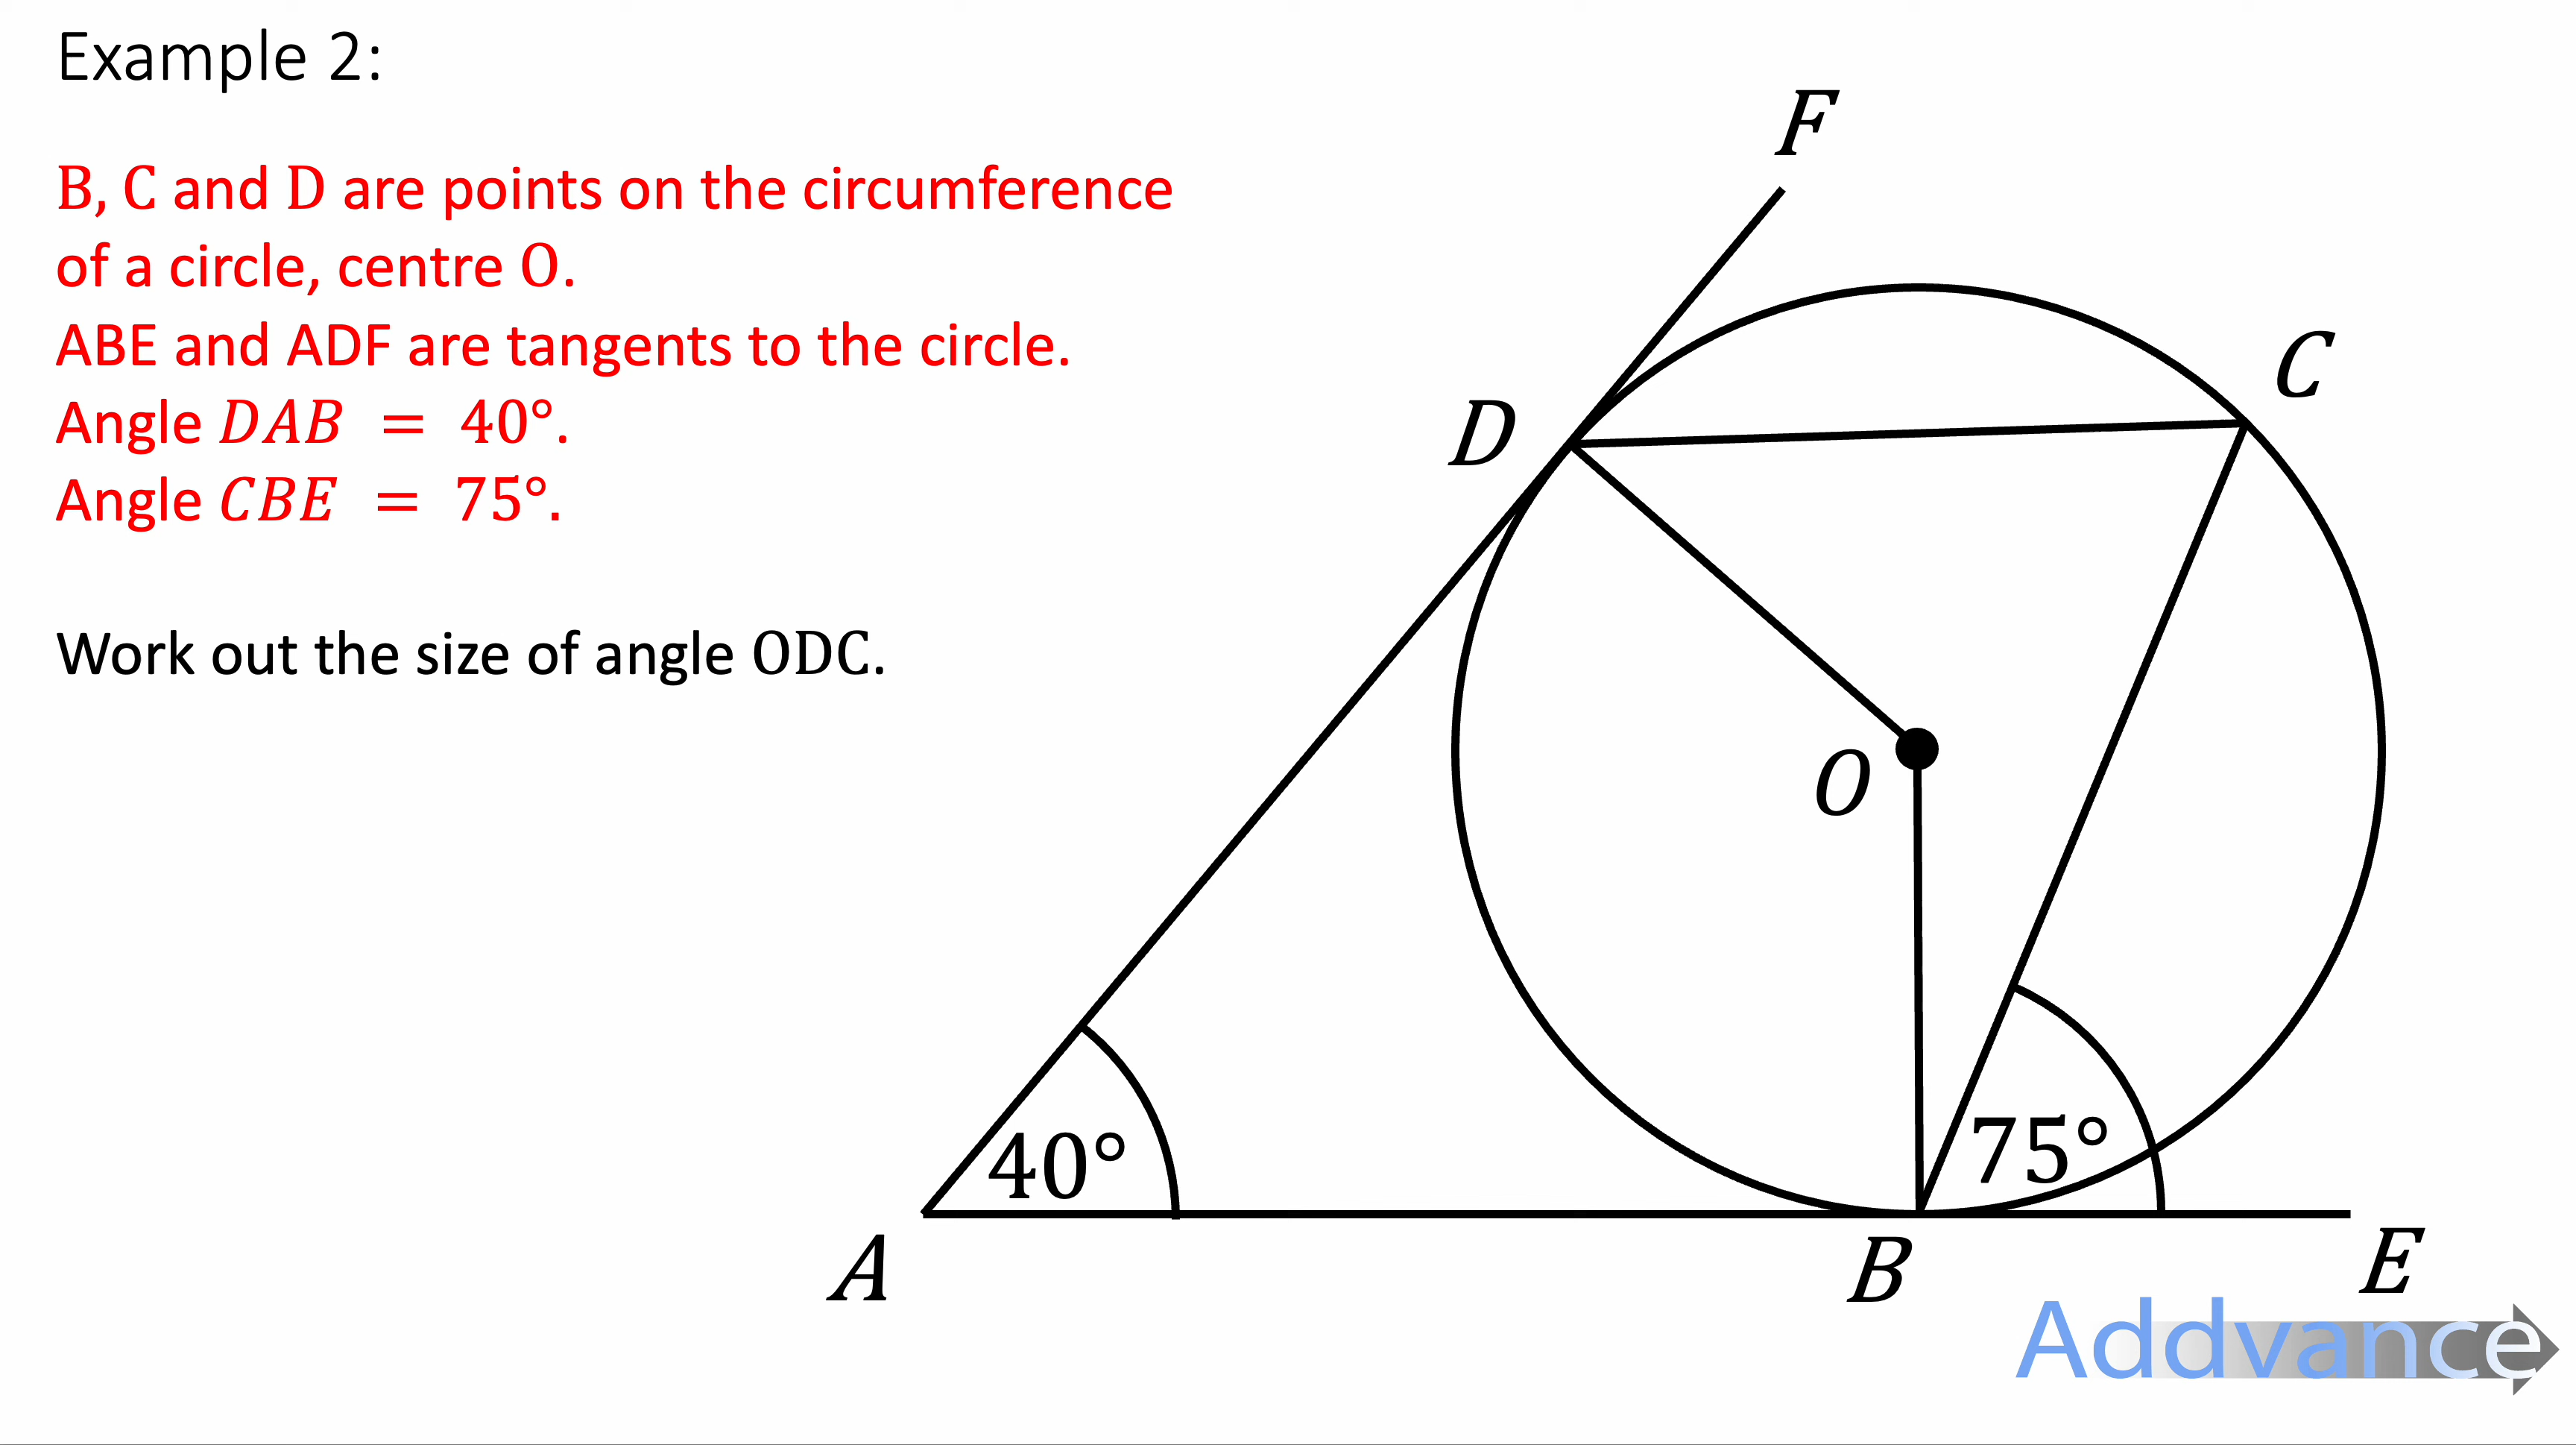 Example 2:
B, C and D are points on the circumference
of a circle, centre O.
ABE and ADF are tangents to the circle.
Angle DAB = 40°.
Angle CBE = 75°.
Work out the size of angle ODC.
F
C
D
O
40°
75°
A
B
E
Addvance